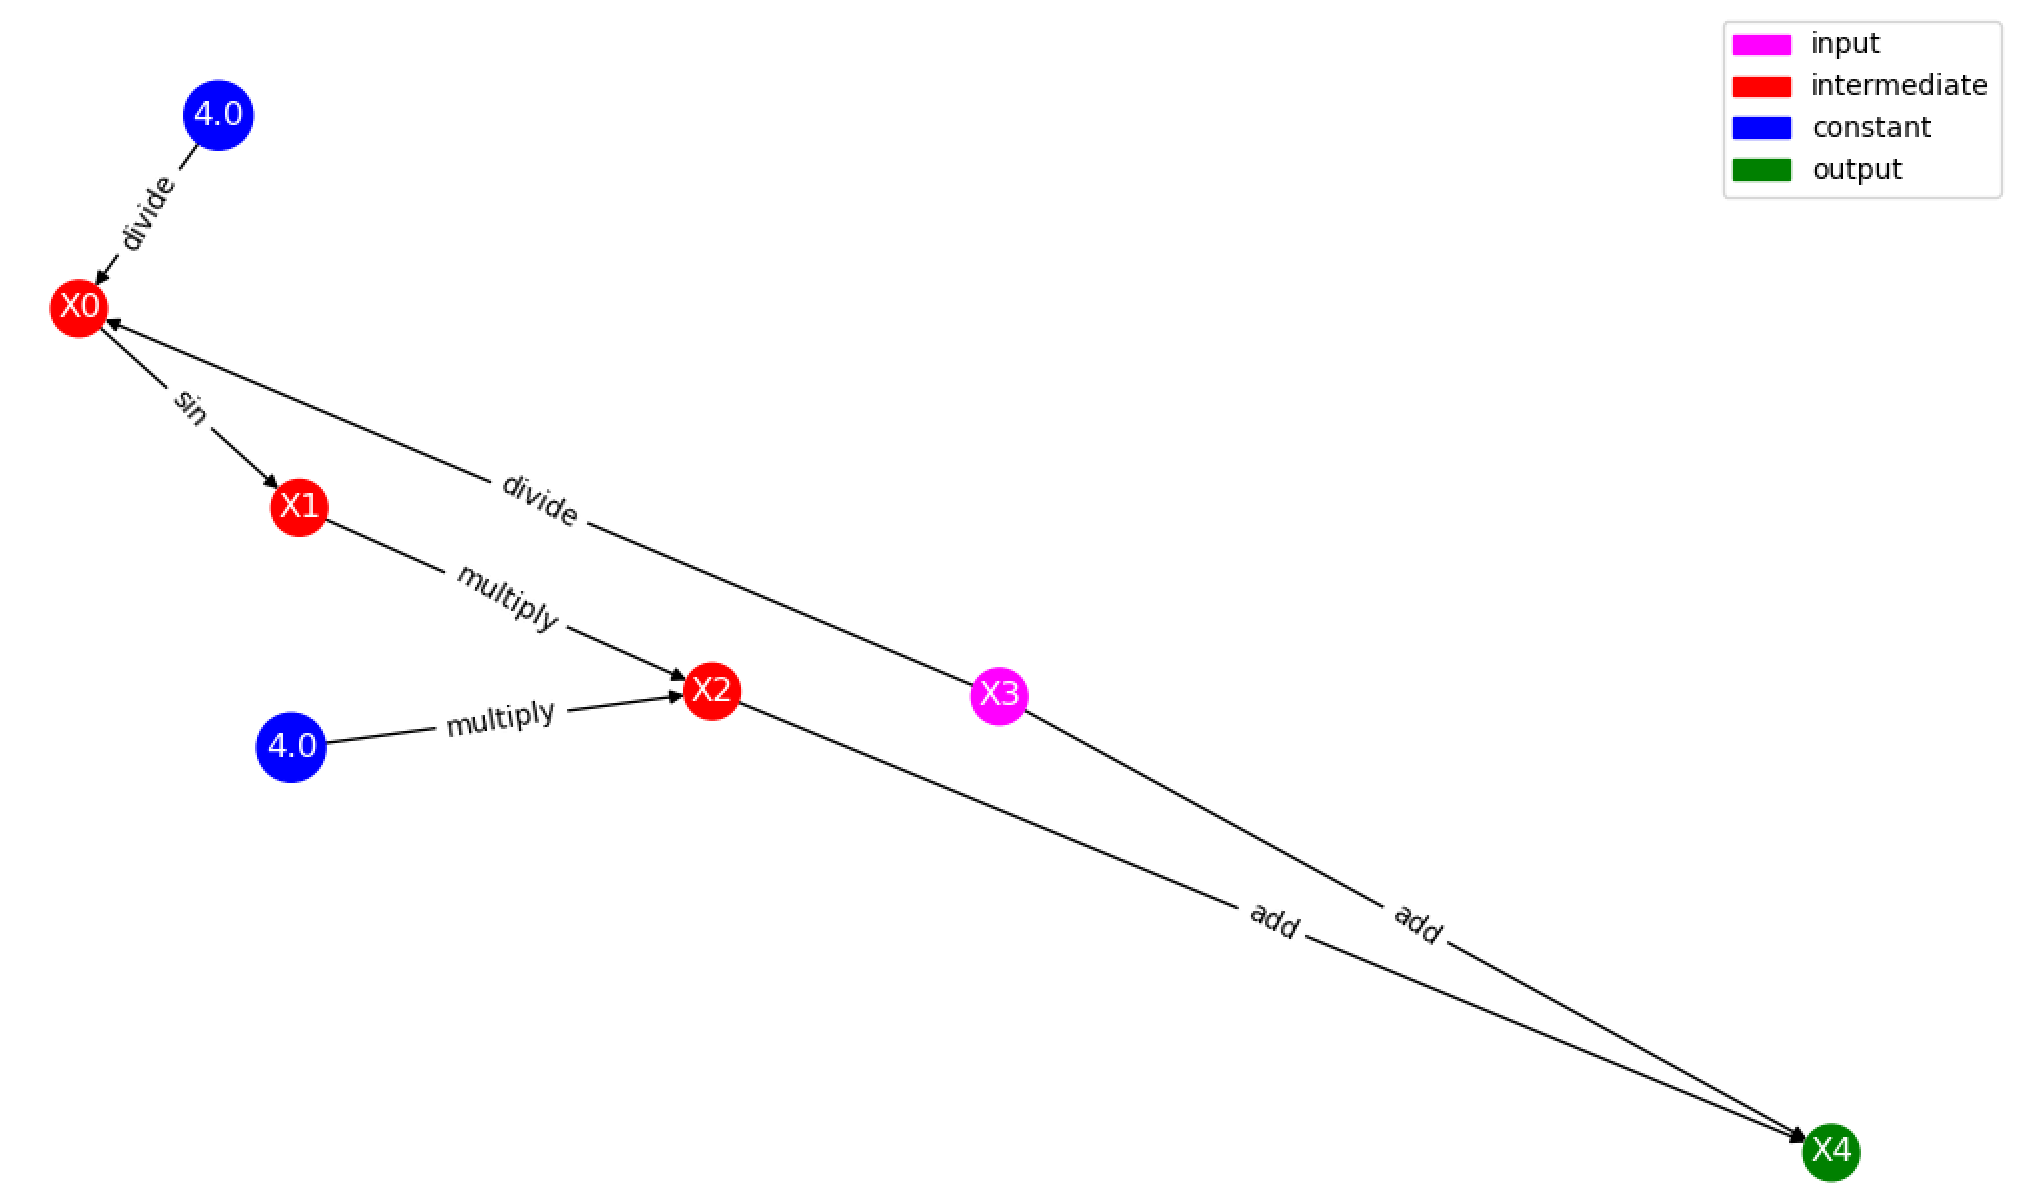 input
intermediate
constant
output
4.0
divide
X0
sin
divide
X1
multiply
X2
X3
multiply
4.0
add
add
X4